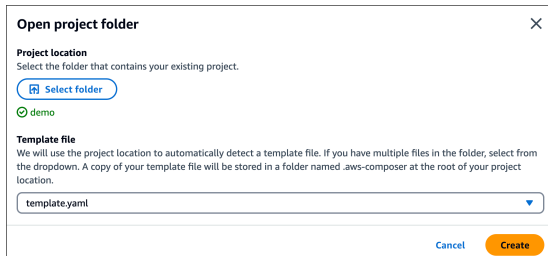 Open project folder
Project location
Select the folder that contains your existing project.
Select folder
demo
Template file
We will use the project location to automatically detect a template file. If you have multiple files in the folder, select from
the dropdown. A copy of your template file will be stored in a folder named .aws-composer at the root of your project
location.
template.yaml
Cancel
Create